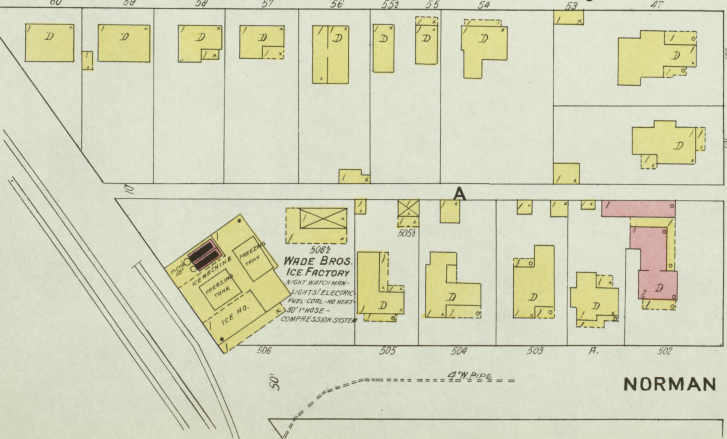 60 59 58 57 56 55½ 55 54 53 47
D D D D D D D D
D
D
10'
A
506½
505½
WADE BROS.
ICE FACTORY
NIGHT WATCHMAN-
LIGHTS: ELECTRIC-
FUEL: COAL-NO HEAT-
50' 1" HOSE-
COMPRESSION SYSTEM
ICE MACHINE
FREEZING
TANK
FREEZING
TANK
ICE HO.
D D D D D
2
506 505 504 503 A. 502
50'
4" W. PIPE
NORMAN